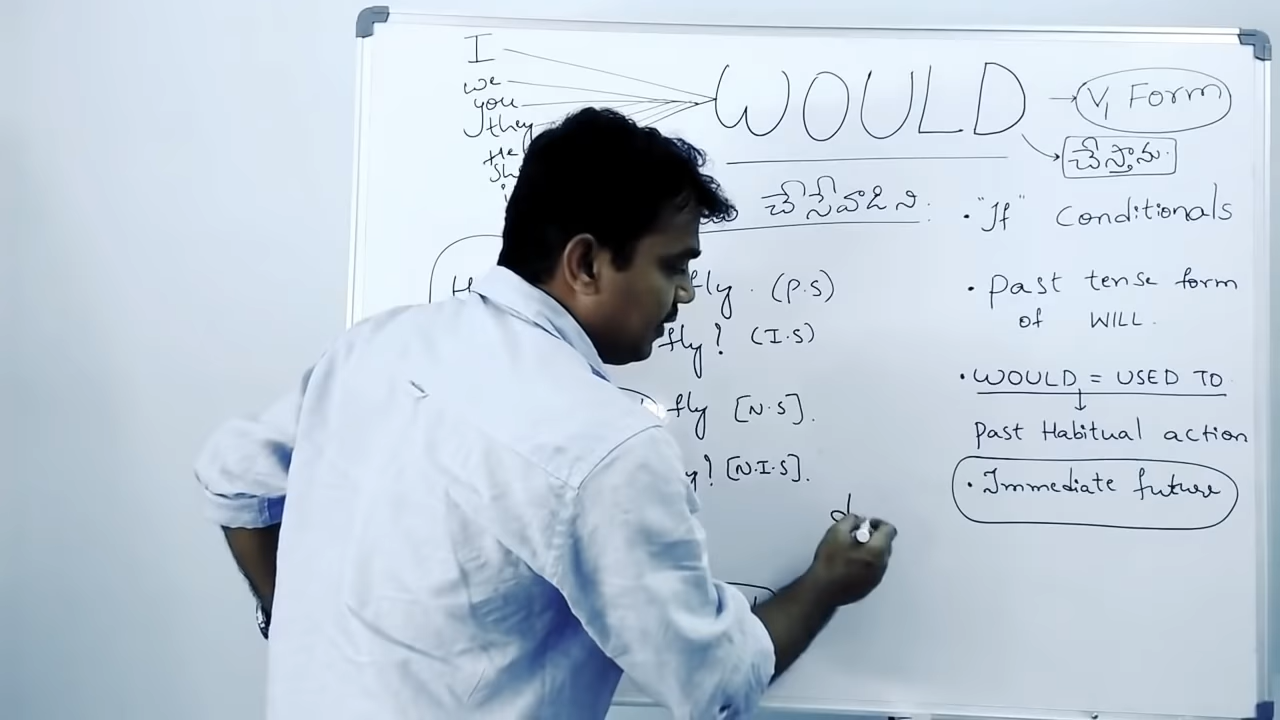 I
we
you
they
He
WOULD
V₁ Form
చేస్తాను.
చేసేవాడిని.
• "If" Conditionals
fly. (P.S)
• Past tense form
of WILL.
fly? (I.S)
• WOULD = USED TO
fly [N.S].
Past Habitual action
? [N.I.S].
• Immediate future
d